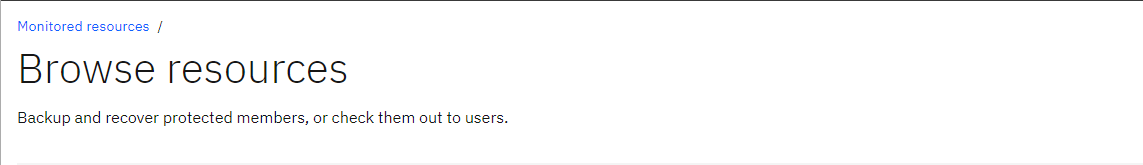 Monitored resources /
Browse resources
Backup and recover protected members, or check them out to users.